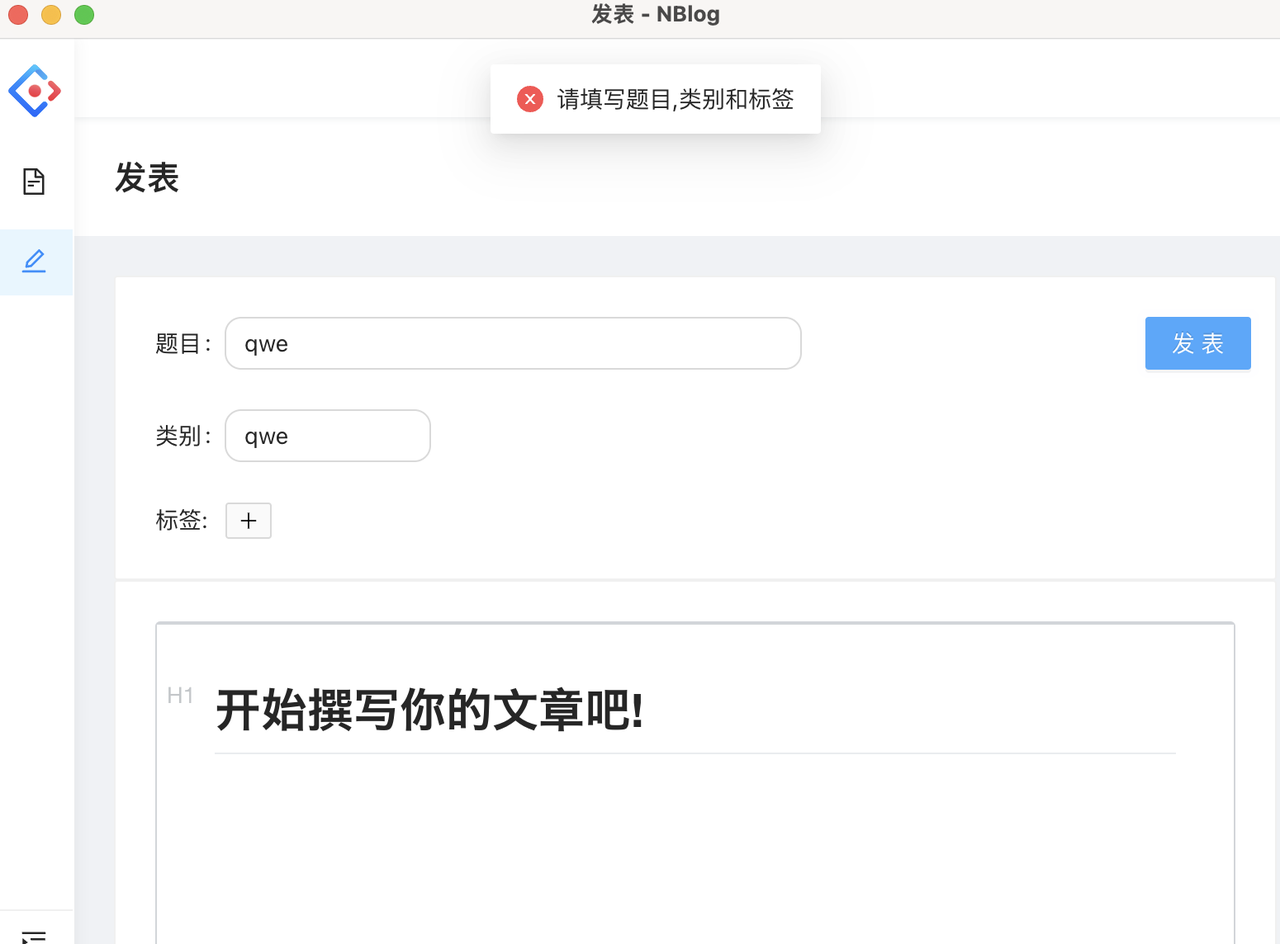 发表 - NBlog
请填写题目,类别和标签
发表
题目:
qwe
发 表
类别:
qwe
标签:
H1
开始撰写你的文章吧!